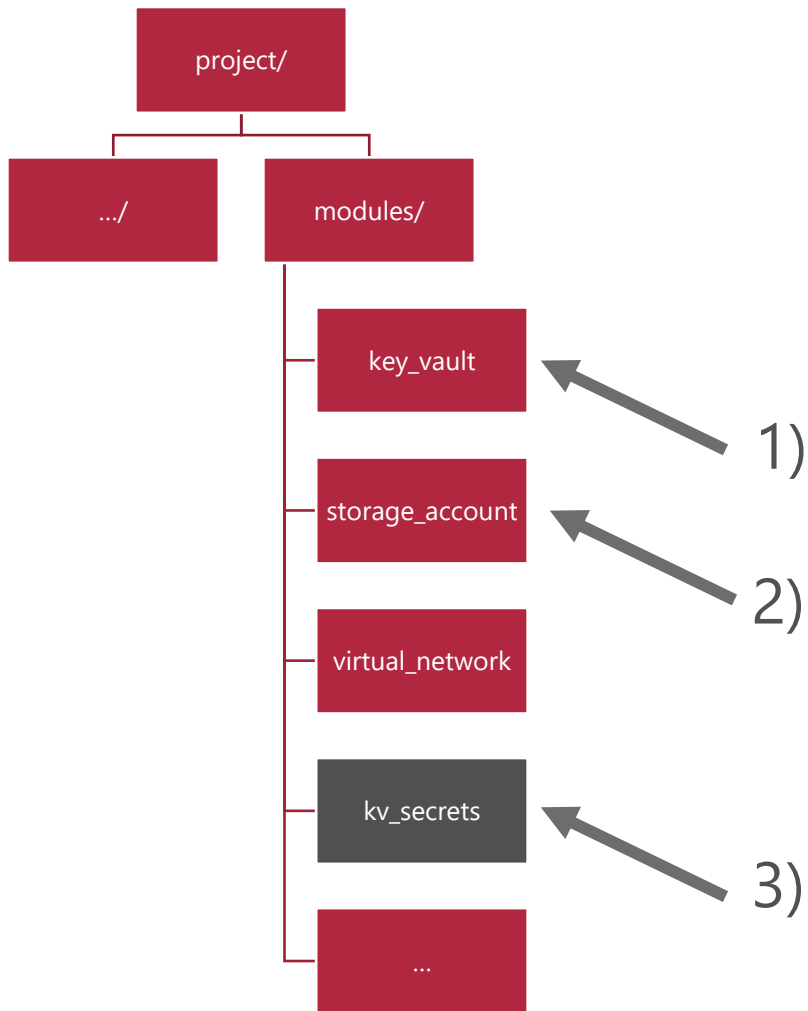 project/
.../
modules/
key_vault
1)
storage_account
2)
virtual_network
kv_secrets
3)
...